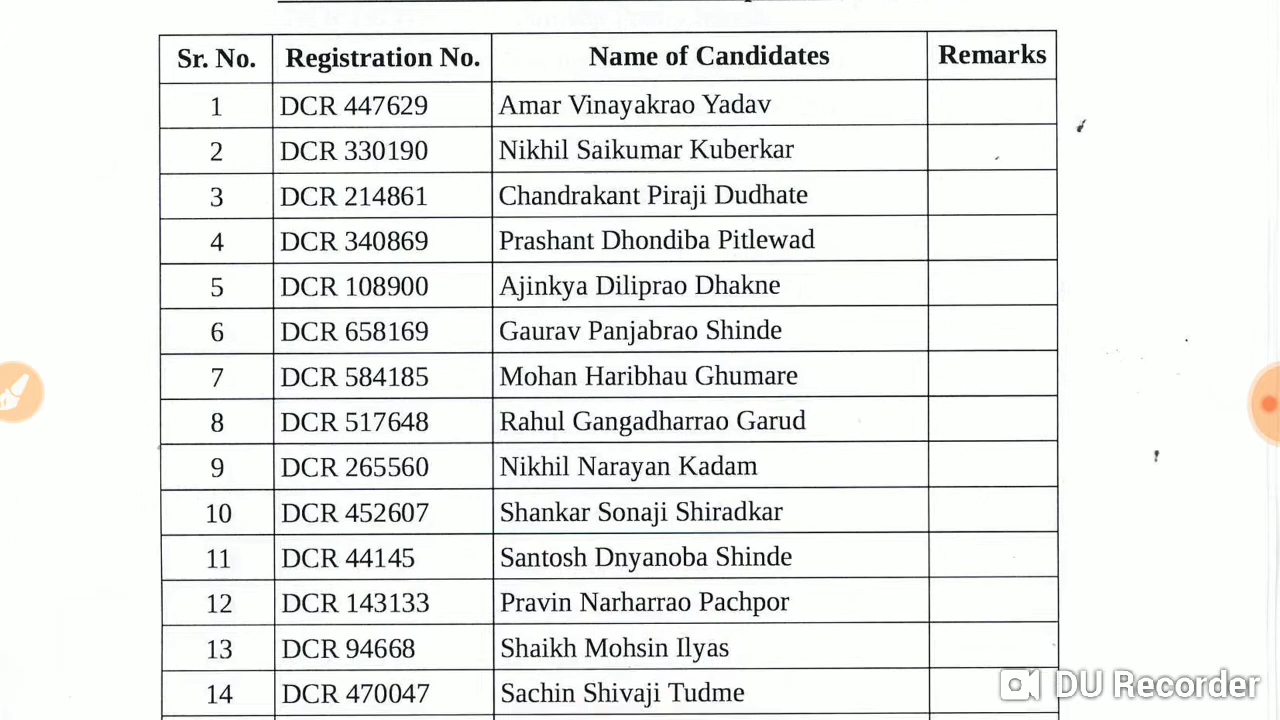 Sr. No. Registration No. Name of Candidates Remarks
1 DCR 447629 Amar Vinayakrao Yadav
2 DCR 330190 Nikhil Saikumar Kuberkar
3 DCR 214861 Chandrakant Piraji Dudhate
4 DCR 340869 Prashant Dhondiba Pitlewad
5 DCR 108900 Ajinkya Diliprao Dhakne
6 DCR 658169 Gaurav Panjabrao Shinde
7 DCR 584185 Mohan Haribhau Ghumare
8 DCR 517648 Rahul Gangadharrao Garud
9 DCR 265560 Nikhil Narayan Kadam
10 DCR 452607 Shankar Sonaji Shiradkar
11 DCR 44145 Santosh Dnyanoba Shinde
12 DCR 143133 Pravin Narharrao Pachpor
13 DCR 94668 Shaikh Mohsin Ilyas
14 DCR 470047 Sachin Shivaji Tudme
DU Recorder